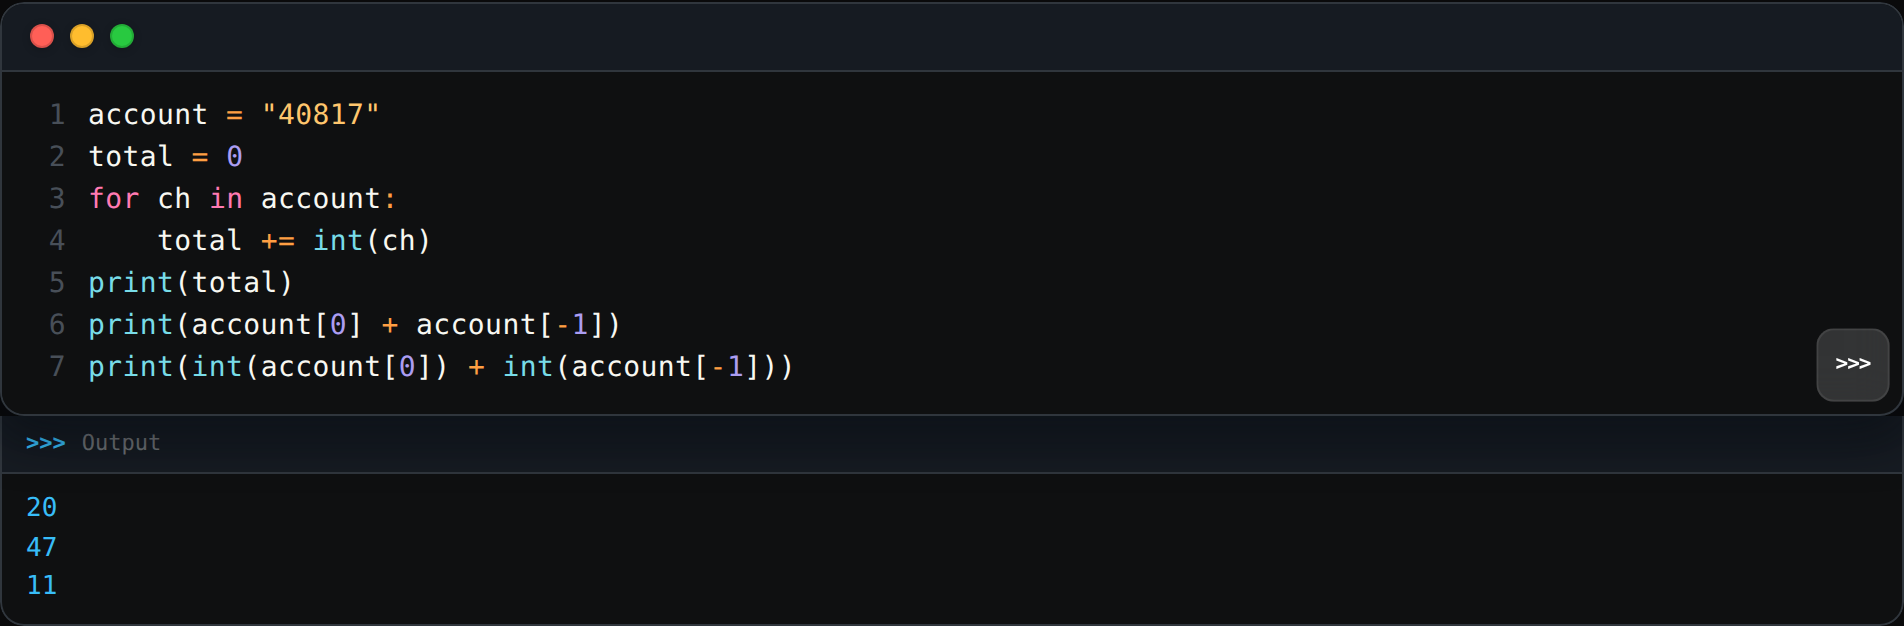 1 account = "40817"
2 total = 0
3 for ch in account:
4     total += int(ch)
5 print(total)
6 print(account[0] + account[-1])
7 print(int(account[0]) + int(account[-1]))
>>>
>>> Output
20
47
11